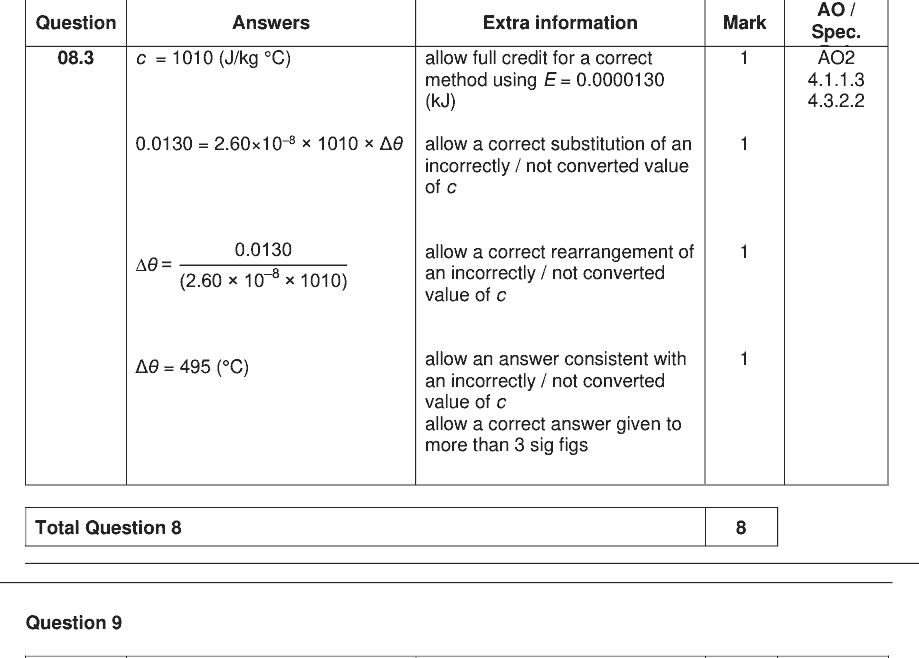 Question Answers Extra information Mark AO /
Spec.
08.3 c = 1010 (J/kg °C) allow full credit for a correct 1 AO2
method using E = 0.0000130 4.1.1.3
(kJ) 4.3.2.2
0.0130 = 2.60×10⁻⁸ × 1010 × Δθ allow a correct substitution of an 1
incorrectly / not converted value
of c
Δθ = 0.0130 / (2.60 × 10⁻⁸ × 1010) allow a correct rearrangement of 1
an incorrectly / not converted
value of c
Δθ = 495 (°C) allow an answer consistent with 1
an incorrectly / not converted
value of c
allow a correct answer given to
more than 3 sig figs
Total Question 8 8
Question 9